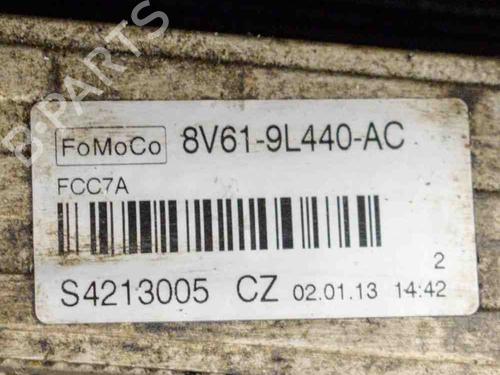 B-PARTS
FoMoCo 8V61-9L440-AC
FCC7A
2
S4213005 CZ 02.01.13 14:42